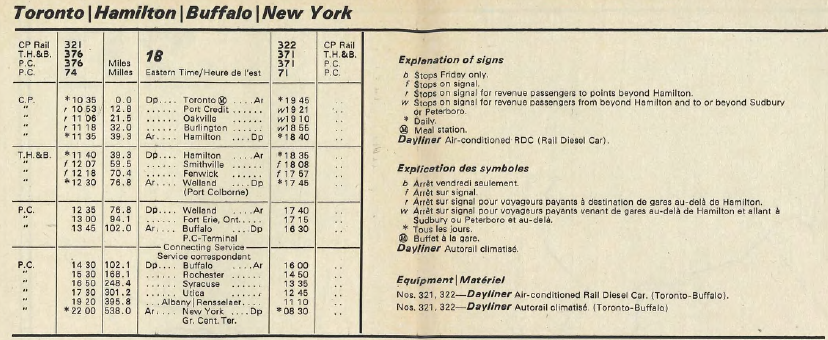 Toronto|Hamilton|Buffalo|New York
CP Rail 321 322 CP Rail
T.H.&B. 376 18 371 T.H.&B.
P.C. 376 Miles 371 P.C.
P.C. 74 Milles Eastern Time/Heure de l'est 71 P.C.
C.P. *10 35 0.0 Dp.... Toronto Ⓜ ....Ar *19 45 ..
" r 10 53 12.8 ...... Port Credit ...... w19 21 ..
" r 11 06 21.5 ...... Oakville ...... w19 10 ..
" r 11 18 32.0 ...... Burlington ...... w18 56 ..
" *11 35 39.3 Ar.... Hamilton ....Dp *18 40 ..
T.H.&B. *11 40 39.3 Dp.... Hamilton ....Ar *18 35 ..
" f 12 07 59.5 ...... Smithville ...... f 18 08 ..
" f 12 18 70.4 ...... Fenwick ...... f 17 57 ..
" *12 30 76.8 Ar.... Welland ....Dp *17 45 ..
(Port Colborne)
P.C. 12 35 76.8 Dp.... Welland ....Ar 17 40 ..
" 13 00 94.1 ...... Fort Erie, Ont..... 17 15 ..
" 13 45 102.0 Ar.... Buffalo ....Dp 16 30 ..
P.C-Terminal
Connecting Service
Service correspondent
P.C. 14 30 102.1 Dp.... Buffalo ....Ar 16 00 ..
" 15 30 168.1 ...... Rochester ...... 14 50 ..
" 16 50 248.4 ...... Syracuse ...... 13 35 ..
" 17 30 301.2 ...... Utica ...... 12 45 ..
" 19 20 395.8 ...Albany|Rensselaer... 11 10 ..
" *22 00 538.0 Ar.... New York ....Dp *08 30 ..
Gr. Cent. Ter.
Explanation of signs
b Stops Friday only.
f Stops on signal.
r Stops on signal for revenue passengers to points beyond Hamilton.
w Stops on signal for revenue passengers from beyond Hamilton and to or beyond Sudbury
or Peterboro.
* Daily.
Ⓜ Meal station.
Dayliner Air-conditioned RDC (Rail Diesel Car).
Explication des symboles
b Arrêt vendredi seulement.
f Arrêt sur signal.
r Arrêt sur signal pour voyageurs payants à destination de gares au-delà de Hamilton.
w Arrêt sur signal pour voyageurs payants venant de gares au-delà de Hamilton et allant à
Sudbury ou Peterboro et au-delà.
* Tous les jours.
Ⓜ Buffet à la gare.
Dayliner Autorail climatisé.
Equipment|Matériel
Nos. 321, 322—Dayliner Air-conditioned Rail Diesel Car. (Toronto-Buffalo).
Nos. 321, 322—Dayliner Autorail climatisé. (Toronto-Buffalo)